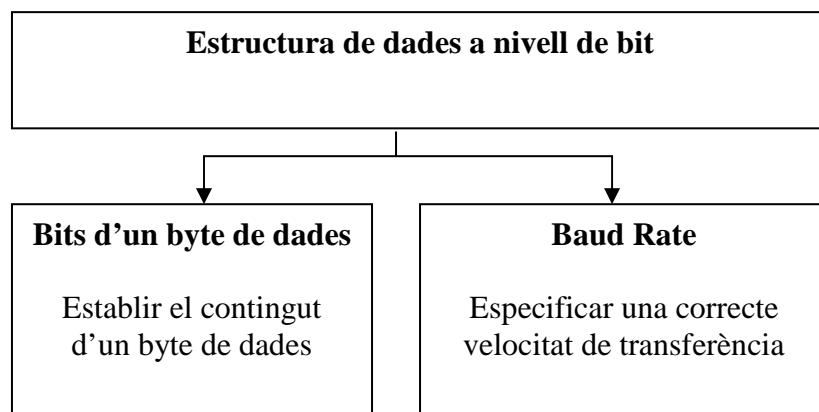 Estructura de dades a nivell de bit
Bits d'un byte de dades
Establir el contingut
d'un byte de dades
Baud Rate
Especificar una correcte
velocitat de transferència